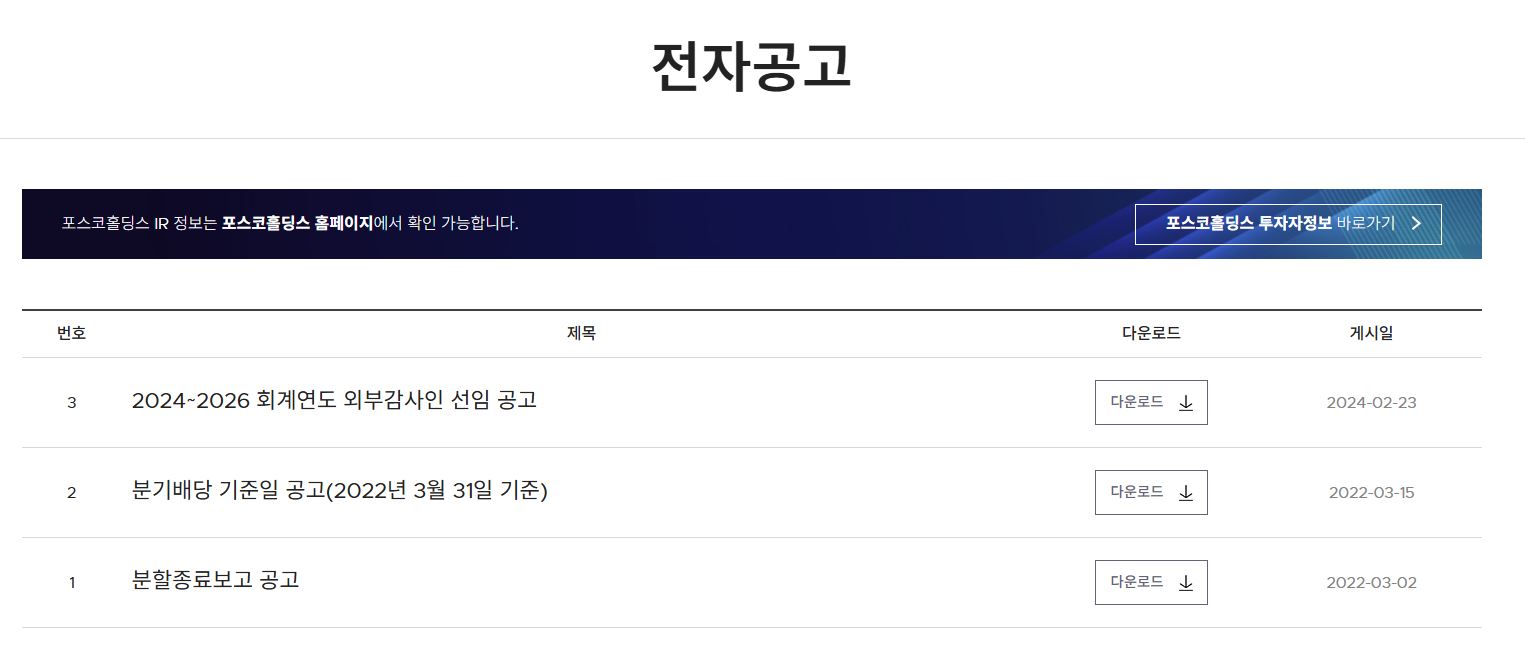 전자공고
포스코홀딩스 IR 정보는 포스코홀딩스 홈페이지에서 확인 가능합니다.
포스코홀딩스 투자자정보 바로가기
번호 제목 다운로드 게시일
3 2024~2026 회계연도 외부감사인 선임 공고 다운로드 2024-02-23
2 분기배당 기준일 공고(2022년 3월 31일 기준) 다운로드 2022-03-15
1 분할종료보고 공고 다운로드 2022-03-02